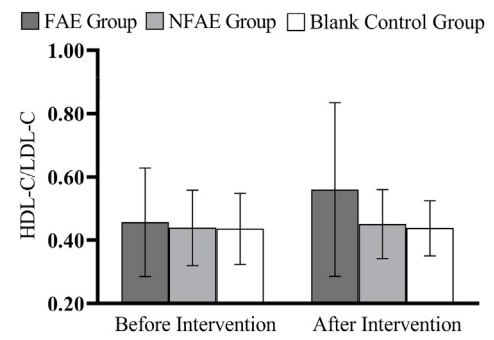 FAE Group NFAE Group Blank Control Group
1.00
0.80
0.60
0.40
0.20
HDL-C/LDL-C
Before Intervention After Intervention